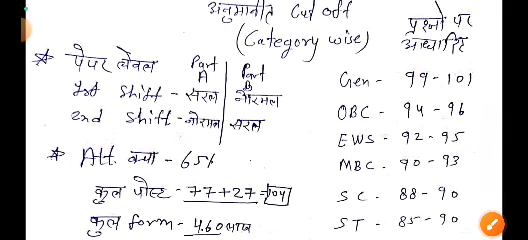 अनुमानित Cut off
(Category wise)
प्रश्नो पर
आधारित
* पेपर लेवल Part A Part B
1st Shift - सरल नोरमल
2nd Shift - नोरमल सरल
* Att. क्या - 65%
कुल पोस्ट - 77+27=104
कुल form - 4.60 लाख
Gen - 99-101
OBC - 94-96
EWS - 92-95
MBC - 90-93
SC - 88-90
ST - 85-90